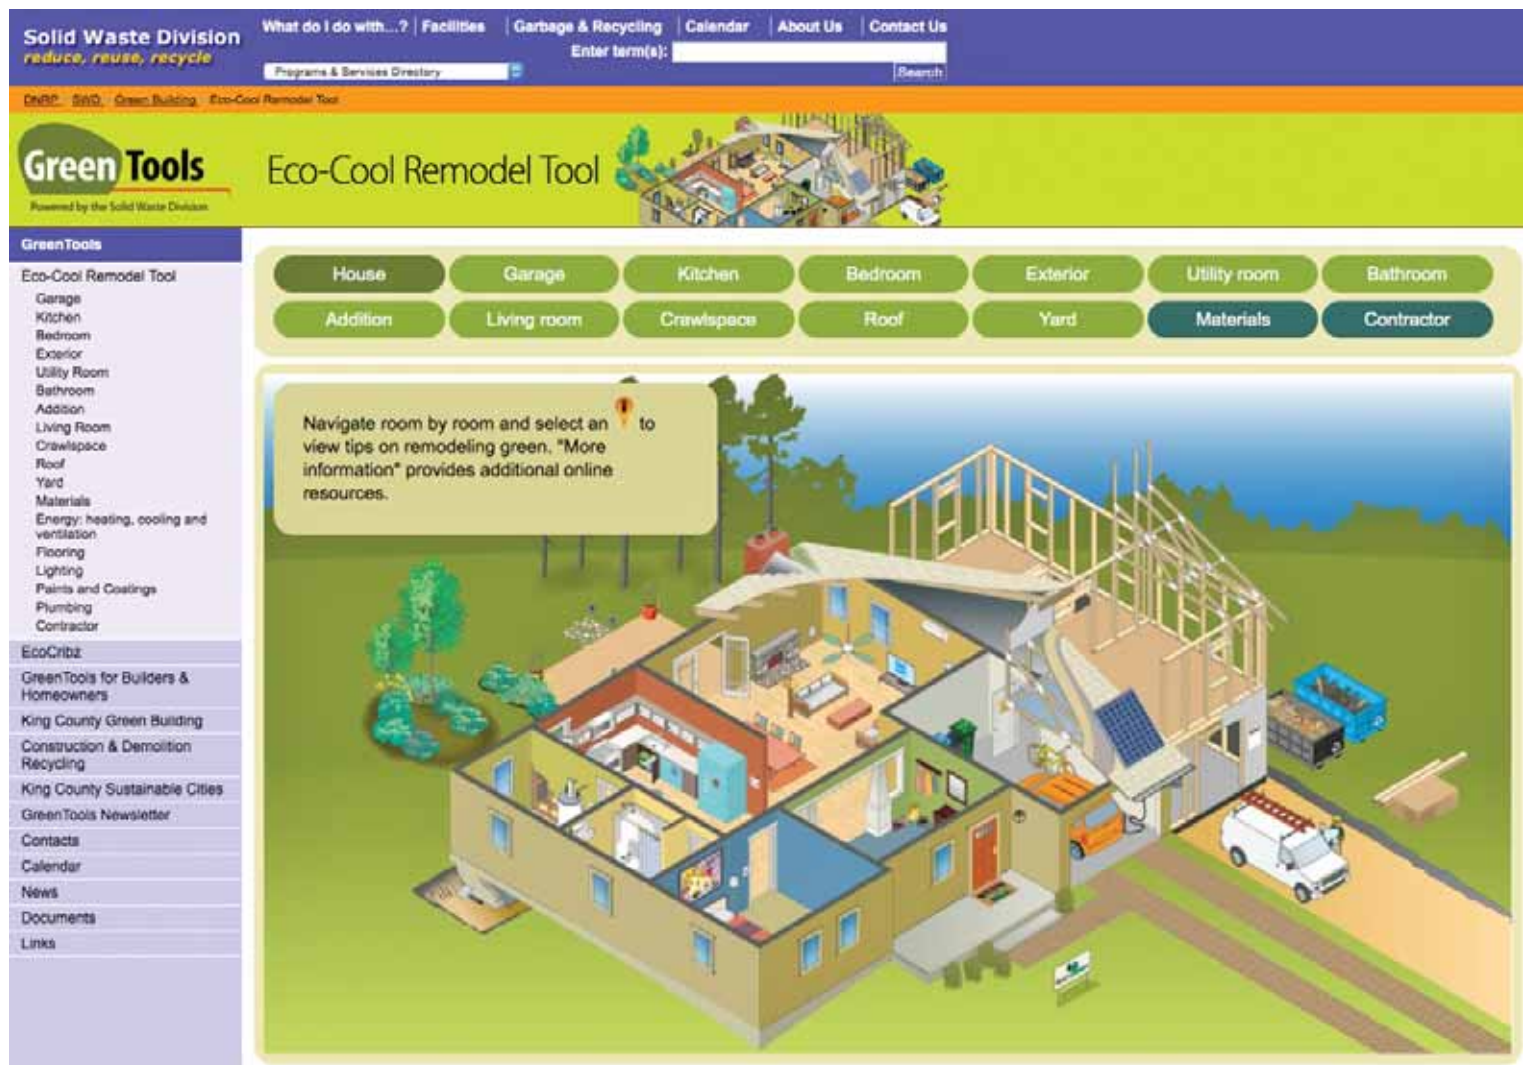 Solid Waste Division
reduce, reuse, recycle
What do I do with...? Facilities Garbage & Recycling Calendar About Us Contact Us
Enter term(s):
Programs & Services Directory
Search
DNRP SWD Green Building Eco-Cool Remodel Tool
Green Tools
Powered by the Solid Waste Division
Eco-Cool Remodel Tool
GreenTools
Eco-Cool Remodel Tool
Garage
Kitchen
Bedroom
Exterior
Utility Room
Bathroom
Addition
Living Room
Crawlspace
Roof
Yard
Materials
Energy: heating, cooling and
ventilation
Flooring
Lighting
Paints and Coatings
Plumbing
Contractor
EcoCribz
GreenTools for Builders &
Homeowners
King County Green Building
Construction & Demolition
Recycling
King County Sustainable Cities
GreenTools Newsletter
Contacts
Calendar
News
Documents
Links
House Garage Kitchen Bedroom Exterior Utility room Bathroom
Addition Living room Crawlspace Roof Yard Materials Contractor
Navigate room by room and select an to
view tips on remodeling green. "More
information" provides additional online
resources.